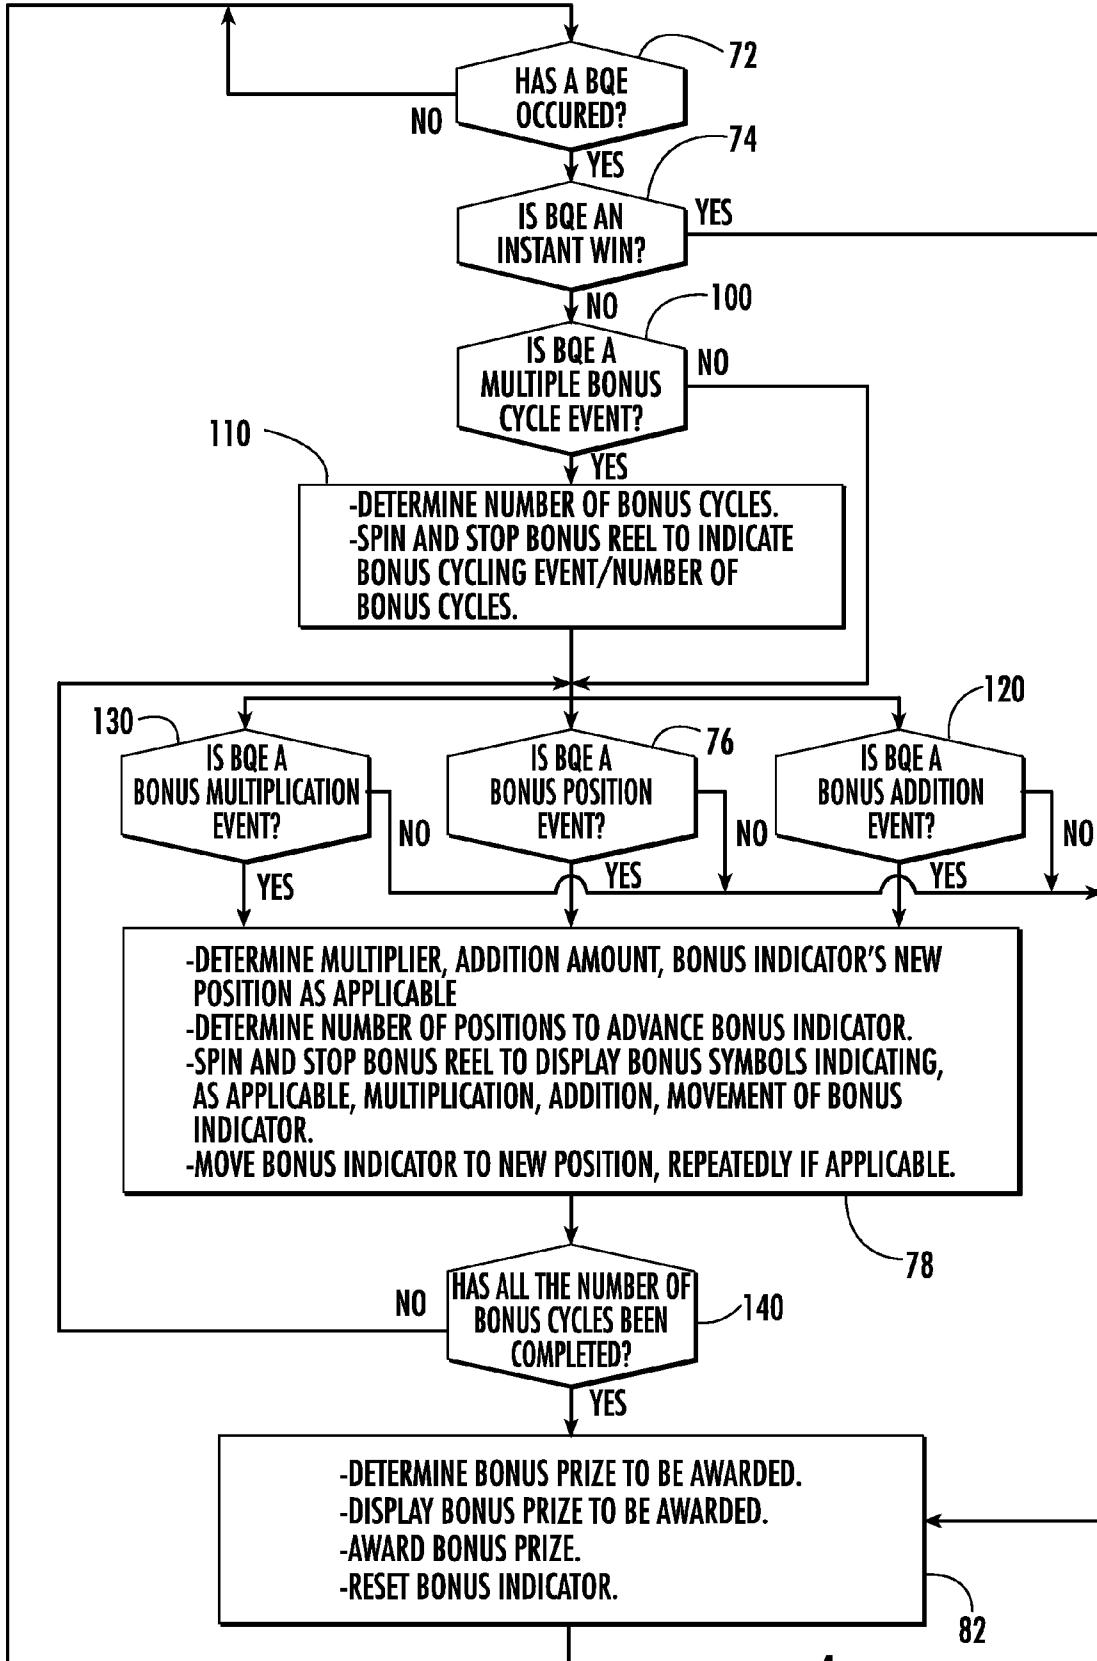 72
HAS A BQE
OCCURED?
NO
YES
74
IS BQE AN
INSTANT WIN?
YES
NO
100
IS BQE A
MULTIPLE BONUS
CYCLE EVENT?
NO
YES
110
-DETERMINE NUMBER OF BONUS CYCLES.
-SPIN AND STOP BONUS REEL TO INDICATE
BONUS CYCLING EVENT/NUMBER OF
BONUS CYCLES.
130
IS BQE A
BONUS MULTIPLICATION
EVENT?
NO
YES
76
IS BQE A
BONUS POSITION
EVENT?
NO
YES
120
IS BQE A
BONUS ADDITION
EVENT?
NO
YES
-DETERMINE MULTIPLIER, ADDITION AMOUNT, BONUS INDICATOR'S NEW
POSITION AS APPLICABLE
-DETERMINE NUMBER OF POSITIONS TO ADVANCE BONUS INDICATOR.
-SPIN AND STOP BONUS REEL TO DISPLAY BONUS SYMBOLS INDICATING,
AS APPLICABLE, MULTIPLICATION, ADDITION, MOVEMENT OF BONUS
INDICATOR.
-MOVE BONUS INDICATOR TO NEW POSITION, REPEATEDLY IF APPLICABLE.
78
HAS ALL THE NUMBER OF
BONUS CYCLES BEEN
COMPLETED?
NO
140
YES
-DETERMINE BONUS PRIZE TO BE AWARDED.
-DISPLAY BONUS PRIZE TO BE AWARDED.
-AWARD BONUS PRIZE.
-RESET BONUS INDICATOR.
82